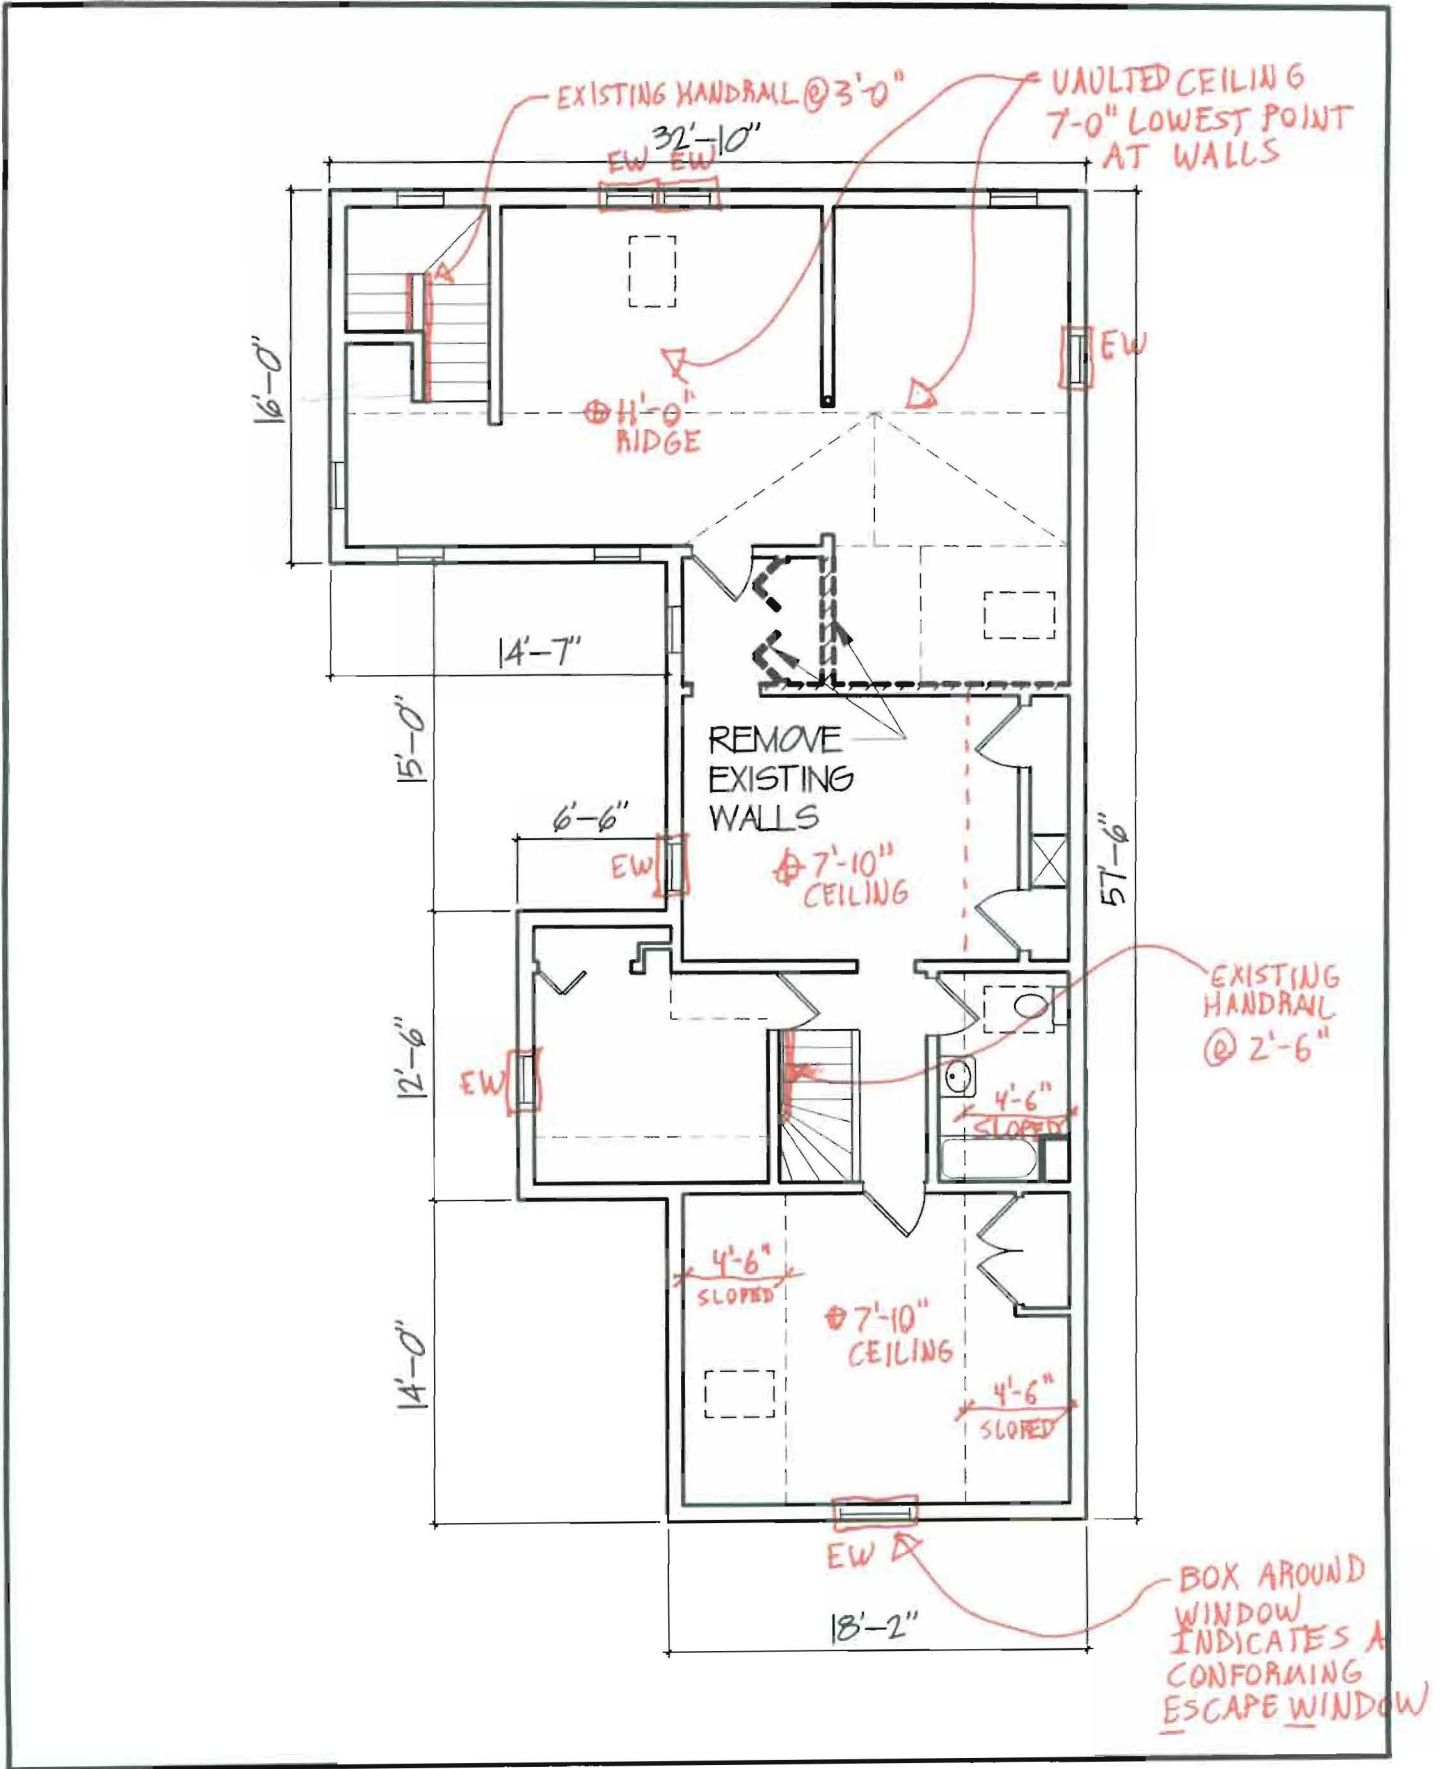 EXISTING HANDRAIL @ 3'-0"
VAULTED CEILING
7'-0" LOWEST POINT
AT WALLS
32'-10"
EW EW
EW
16'-0"
11'-0"
RIDGE
14'-7"
15'-0"
REMOVE
EXISTING
WALLS
6'-6"
EW
7'-10"
CEILING
57'-6"
EXISTING
HANDRAIL
@ 2'-6"
12'-6"
EW
4'-6"
SLOPED
4'-6"
SLOPED
7'-10"
CEILING
14'-0"
4'-6"
SLOPED
EW
18'-2"
BOX AROUND
WINDOW
INDICATES A
CONFORMING
ESCAPE WINDOW